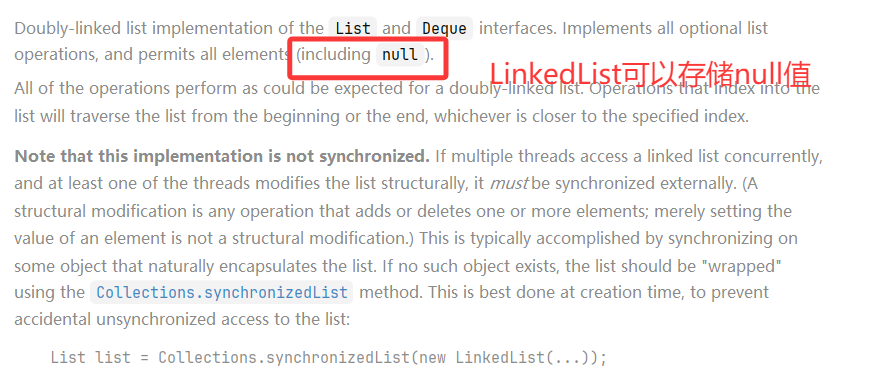 Doubly-linked list implementation of the List and Deque interfaces. Implements all optional list
operations, and permits all elements (including null ).
LinkedList可以存储null值
All of the operations perform as could be expected for a doubly-linked list. Operations that index into the
list will traverse the list from the beginning or the end, whichever is closer to the specified index.
Note that this implementation is not synchronized. If multiple threads access a linked list concurrently,
and at least one of the threads modifies the list structurally, it must be synchronized externally. (A
structural modification is any operation that adds or deletes one or more elements; merely setting the
value of an element is not a structural modification.) This is typically accomplished by synchronizing on
some object that naturally encapsulates the list. If no such object exists, the list should be "wrapped"
using the Collections.synchronizedList method. This is best done at creation time, to prevent
accidental unsynchronized access to the list:
List list = Collections.synchronizedList(new LinkedList(...));